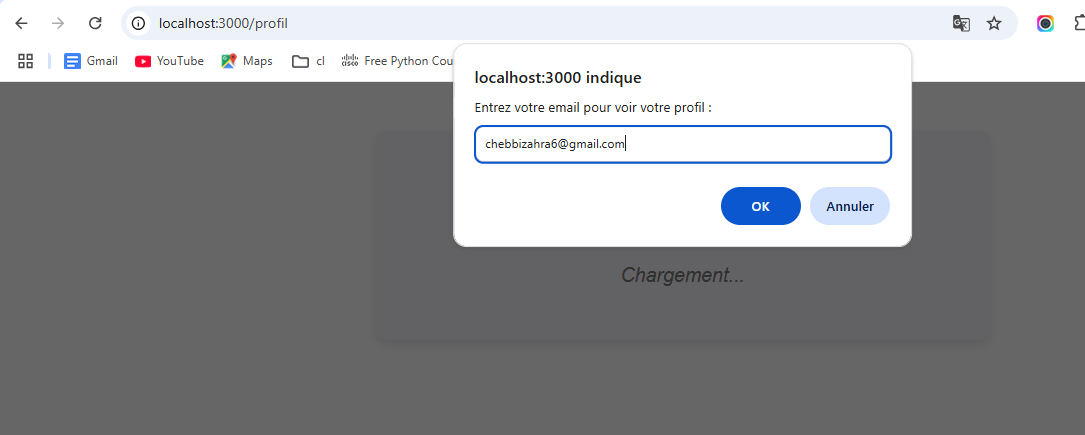 localhost:3000/profil
Gmail YouTube Maps cl CISCO Free Python Cou
localhost:3000 indique
Entrez votre email pour voir votre profil :
chebbizahra6@gmail.com
OK Annuler
Chargement...